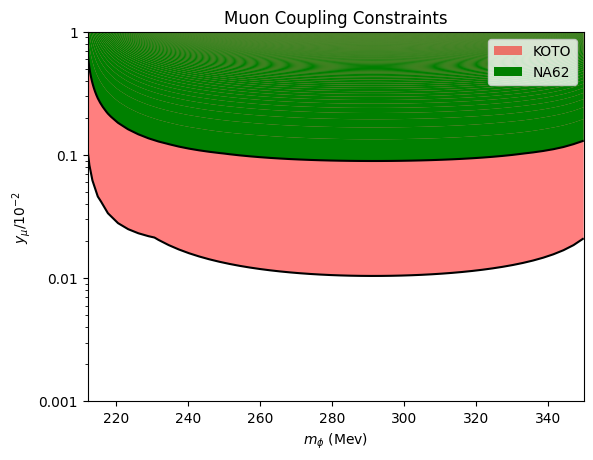 Muon Coupling Constraints
KOTO
NA62
1
0.1
0.01
0.001
y_μ/10⁻²
220 240 260 280 300 320 340
m_ϕ (Mev)